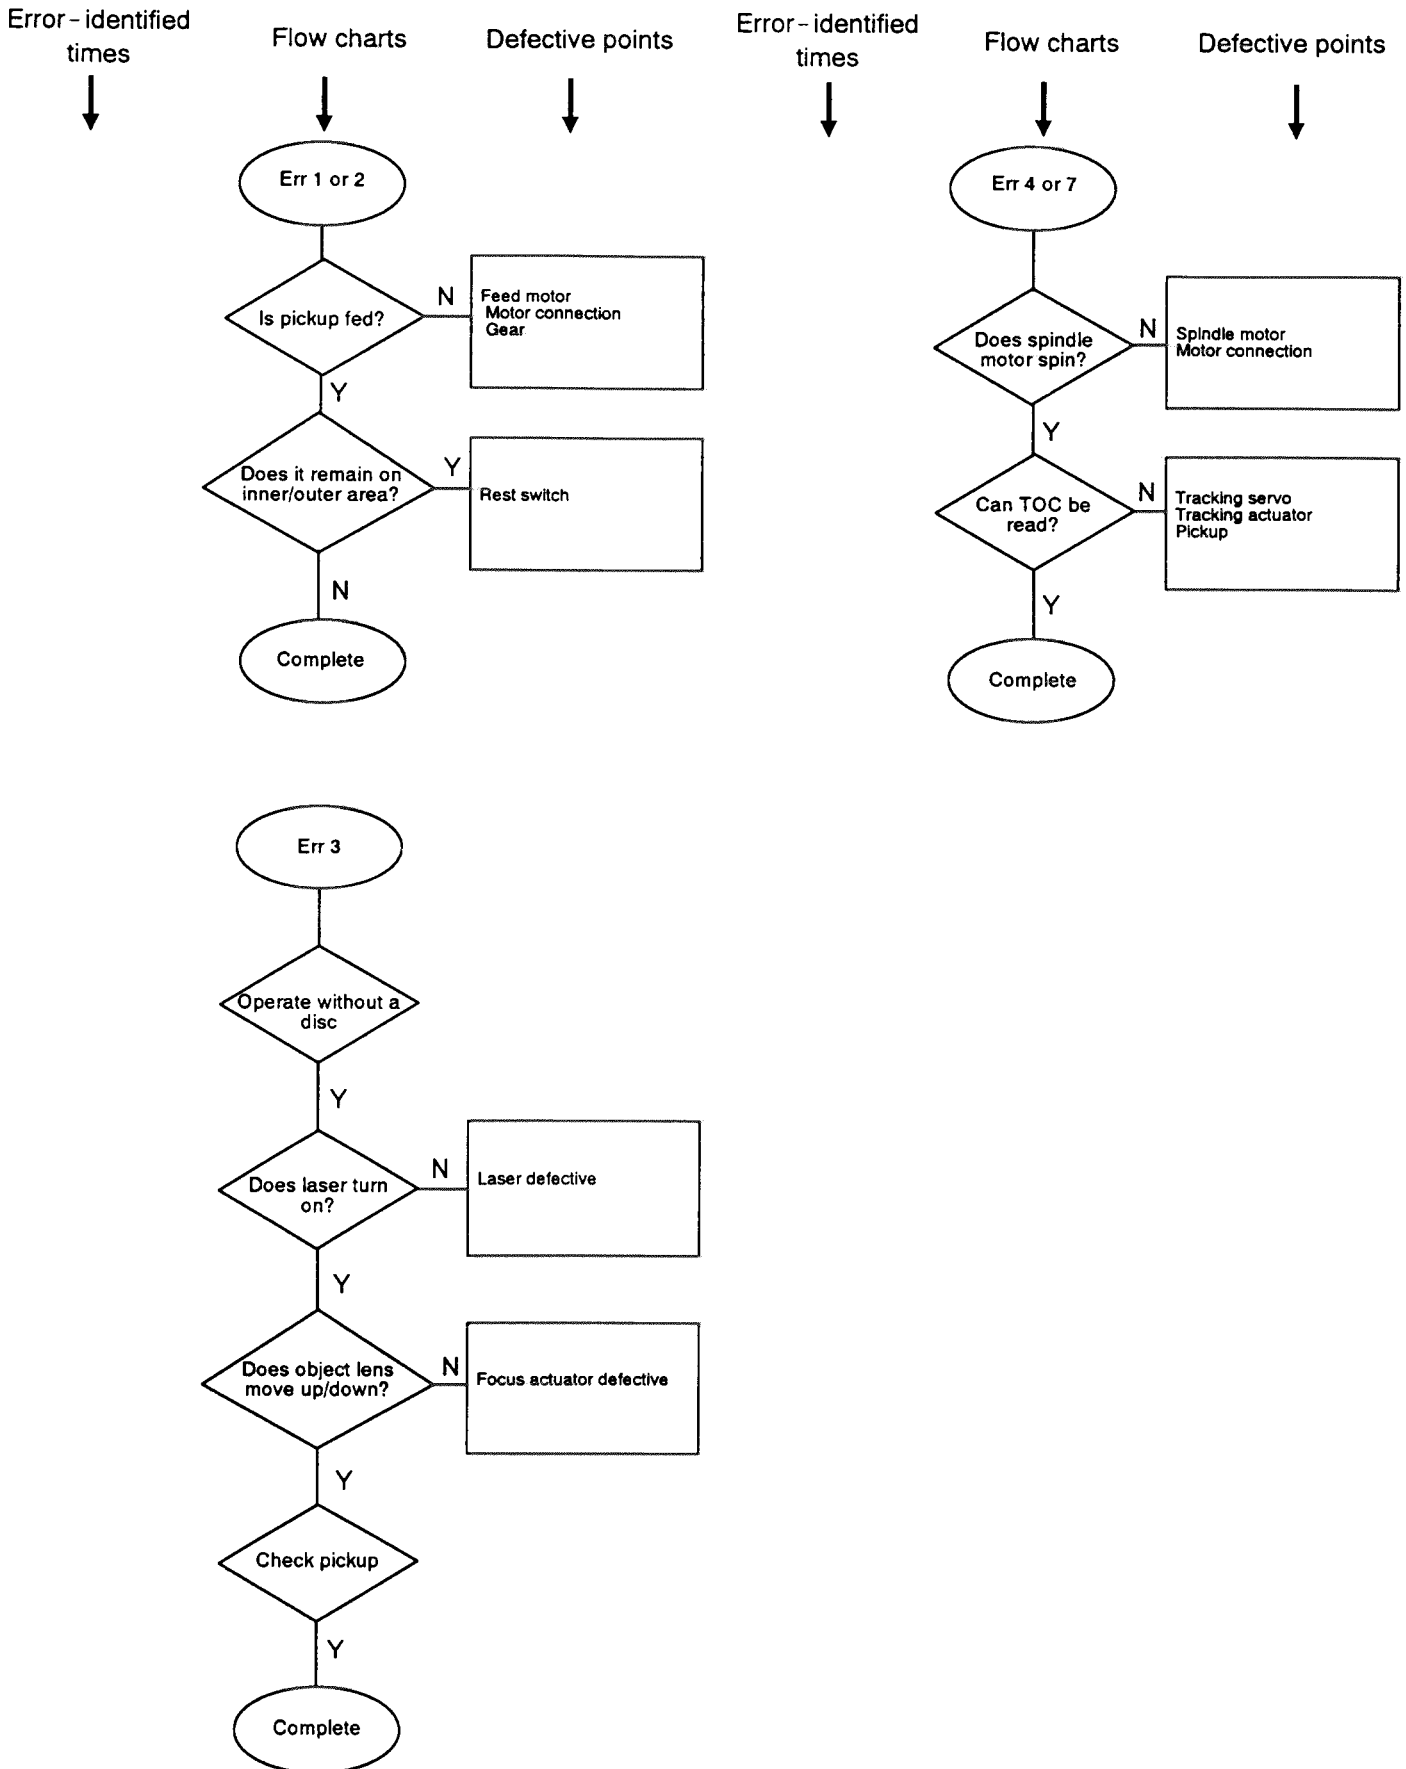 Error-identified
times
Flow charts
Defective points
Err 1 or 2
Is pickup fed?
N
Feed motor
Motor connection
Gear
Y
Does it remain on
inner/outer area?
Y
Rest switch
N
Complete
Error-identified
times
Flow charts
Defective points
Err 4 or 7
Does spindle
motor spin?
N
Spindle motor
Motor connection
Y
Can TOC be
read?
N
Tracking servo
Tracking actuator
Pickup
Y
Complete
Err 3
Operate without a
disc
Y
Does laser turn
on?
N
Laser defective
Y
Does object lens
move up/down?
N
Focus actuator defective
Y
Check pickup
Y
Complete